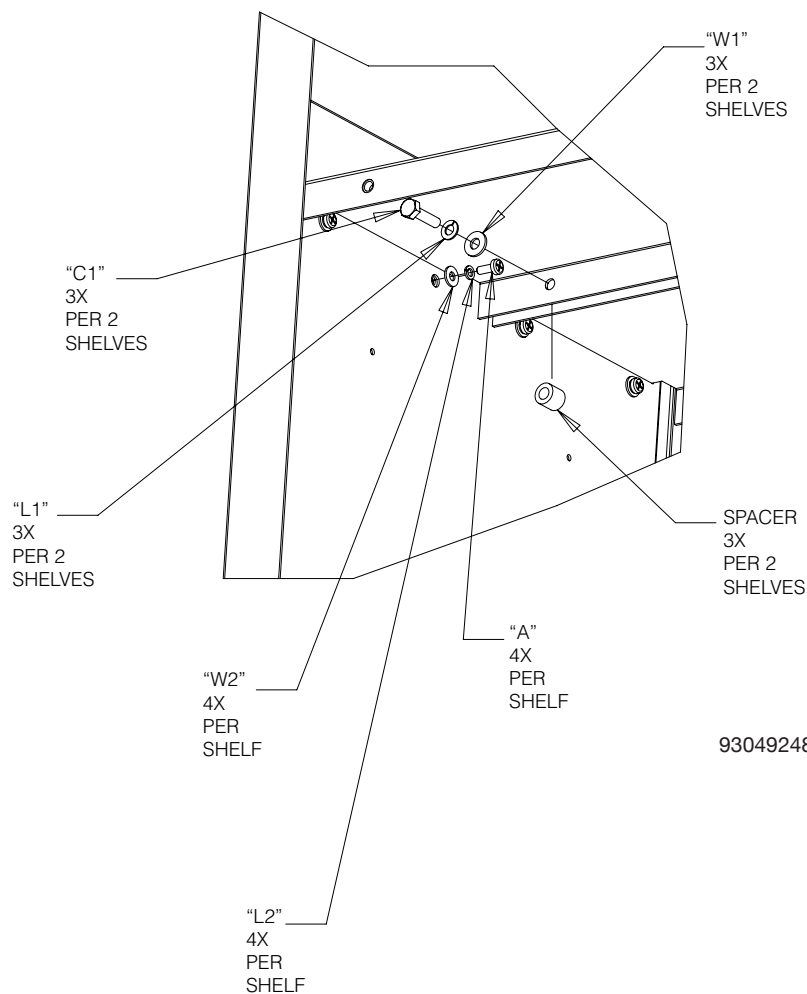 “W1”
3X
PER 2
SHELVES
“C1”
3X
PER 2
SHELVES
“L1”
3X
PER 2
SHELVES
SPACER
3X
PER 2
SHELVES
“A”
4X
PER
SHELF
“W2”
4X
PER
SHELF
93049248
“L2”
4X
PER
SHELF